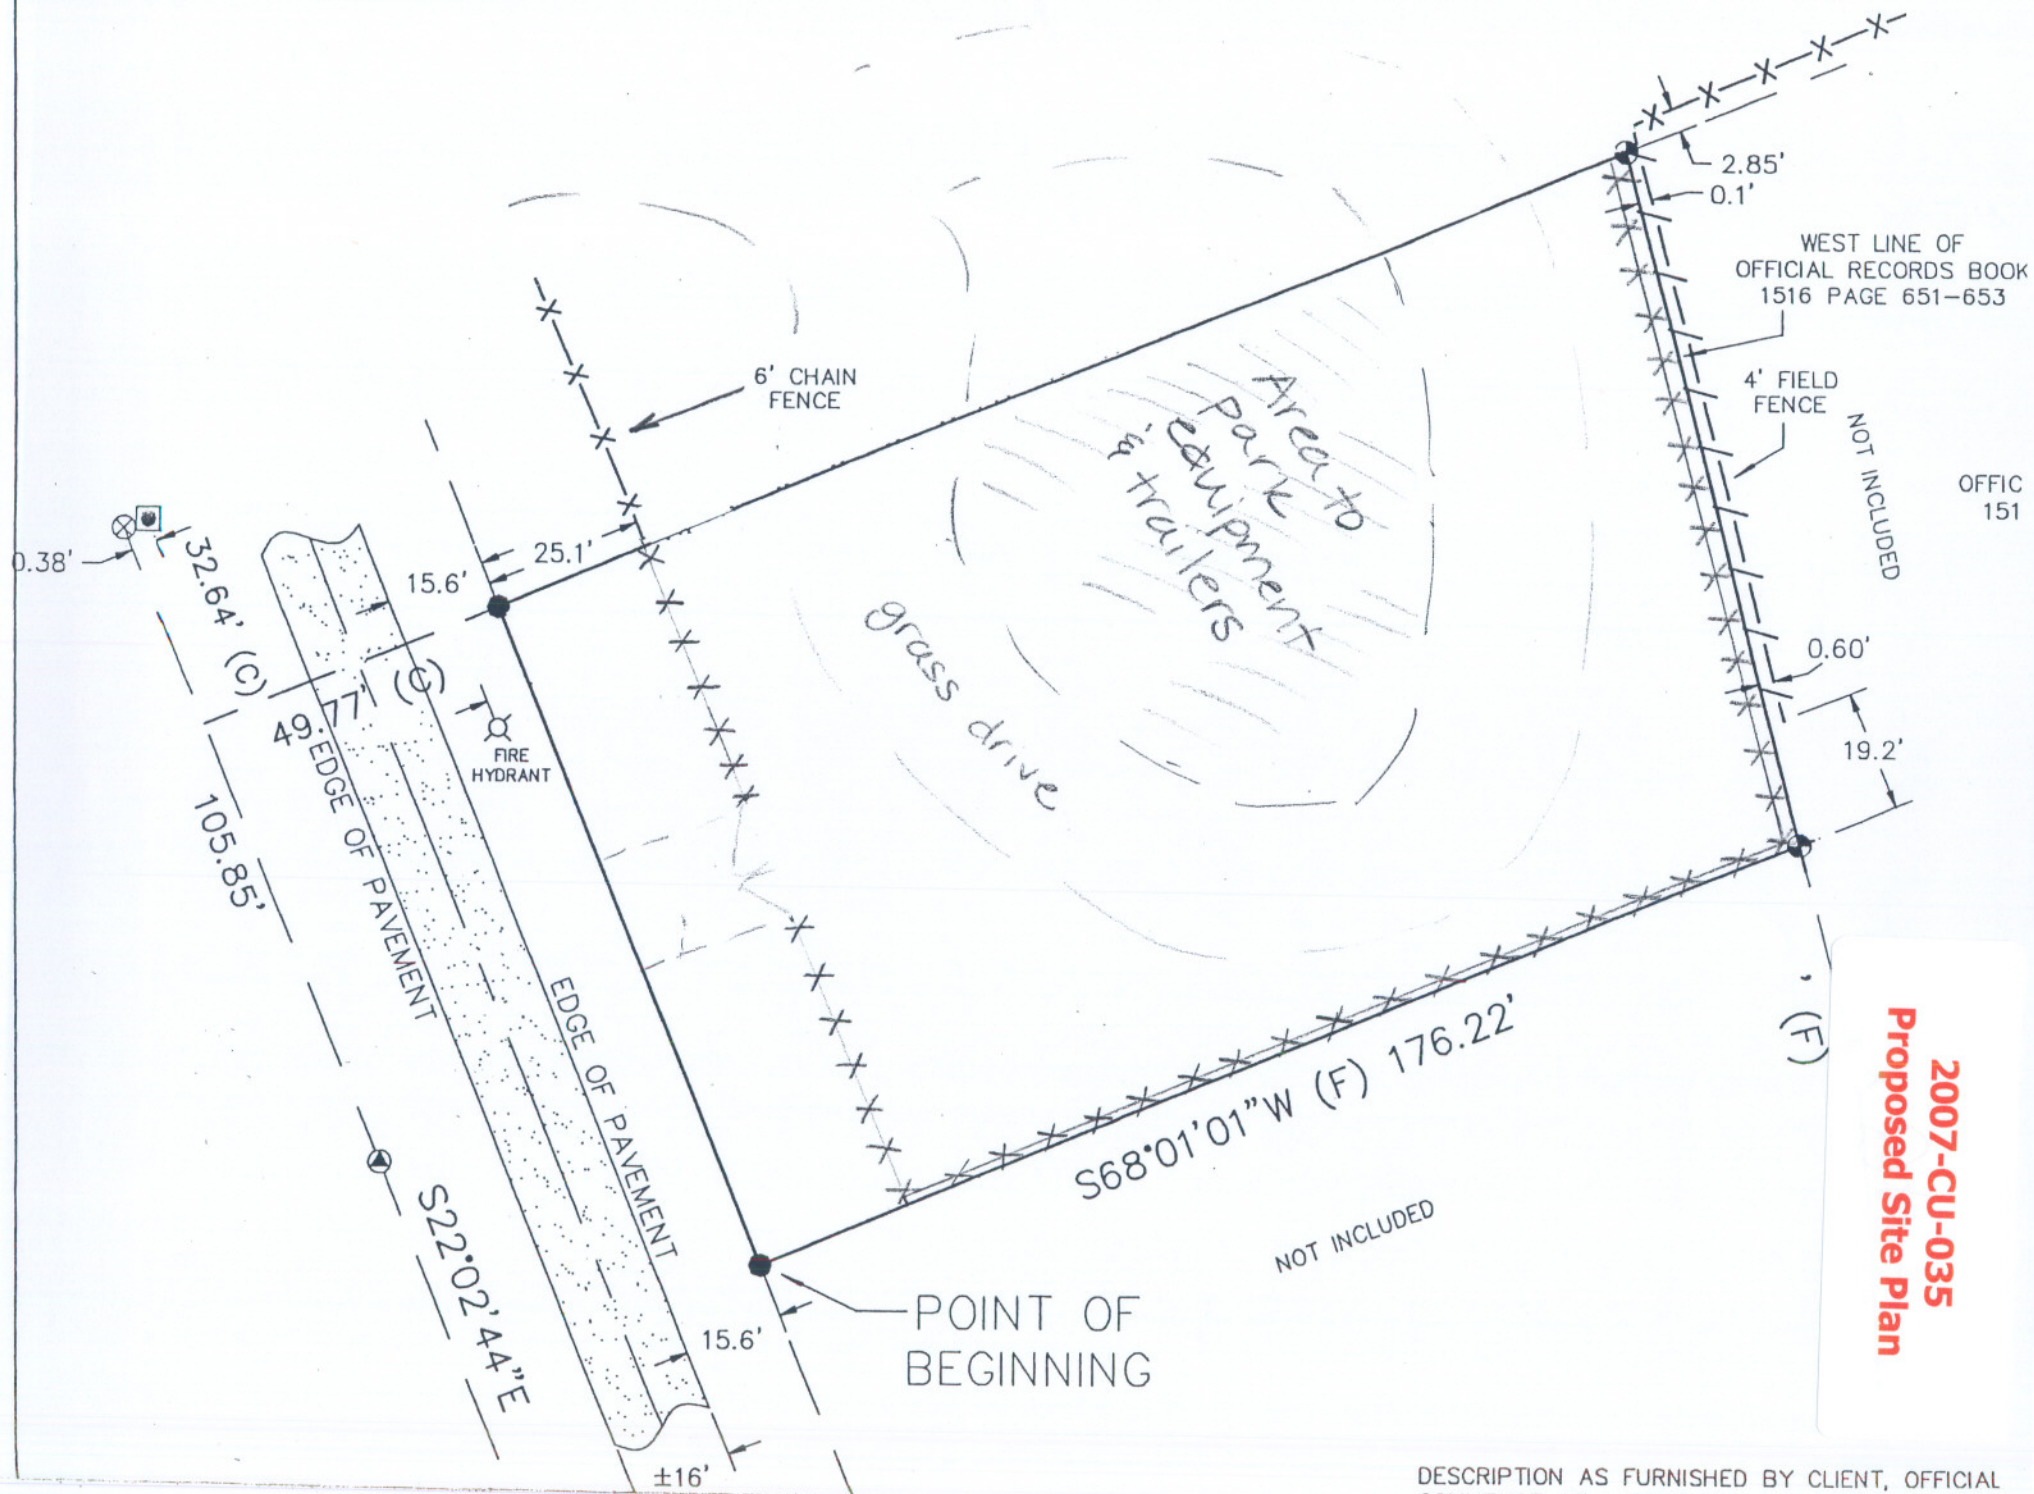 2.85'
0.1'
WEST LINE OF
OFFICIAL RECORDS BOOK
1516 PAGE 651-653
6' CHAIN
FENCE
4' FIELD
FENCE
NOT INCLUDED
OFFIC
151
Area to
park
equipment
& trailers
0.38'
32.64' (C)
15.6'
25.1'
49.77' (C)
FIRE
HYDRANT
grass drive
0.60'
19.2'
105.85'
EDGE OF PAVEMENT
EDGE OF PAVEMENT
S68°01'01"W (F) 176.22'
' (F)
2007-CU-035
Proposed Site Plan
S22°02'44"E
NOT INCLUDED
POINT OF
BEGINNING
15.6'
±16'
DESCRIPTION AS FURNISHED BY CLIENT, OFFICIAL